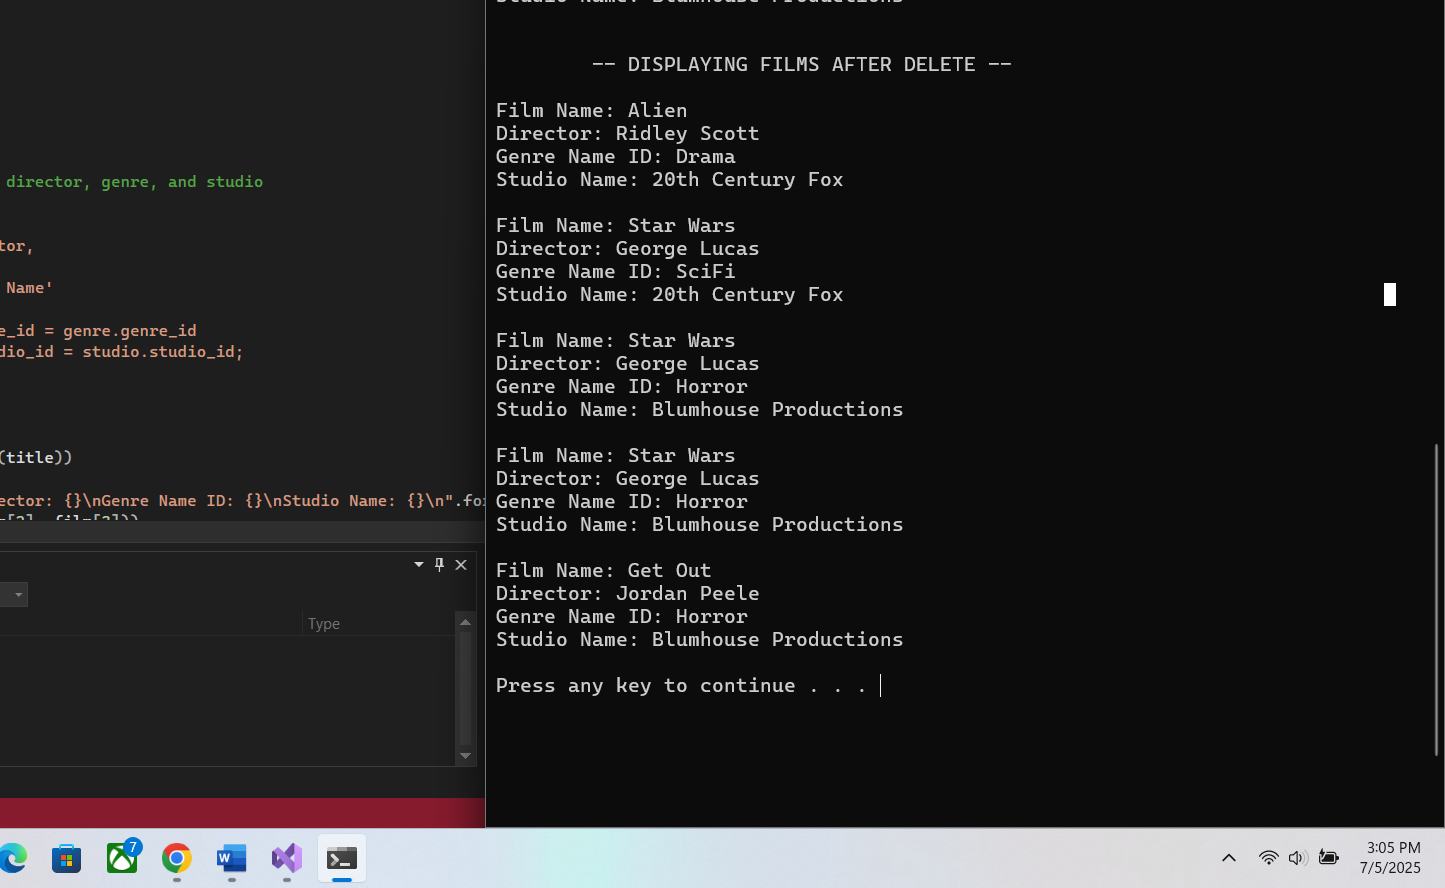 -- DISPLAYING FILMS AFTER DELETE --
Film Name: Alien
Director: Ridley Scott
Genre Name ID: Drama
Studio Name: 20th Century Fox
Film Name: Star Wars
Director: George Lucas
Genre Name ID: SciFi
Studio Name: 20th Century Fox
Film Name: Star Wars
Director: George Lucas
Genre Name ID: Horror
Studio Name: Blumhouse Productions
Film Name: Star Wars
Director: George Lucas
Genre Name ID: Horror
Studio Name: Blumhouse Productions
Film Name: Get Out
Director: Jordan Peele
Genre Name ID: Horror
Studio Name: Blumhouse Productions
Press any key to continue . . .
director, genre, and studio
tor,
Name'
e_id = genre.genre_id
dio_id = studio.studio_id;
(title))
ector: {}\nGenre Name ID: {}\nStudio Name: {}\n".for
Type
7
W
3:05 PM
7/5/2025